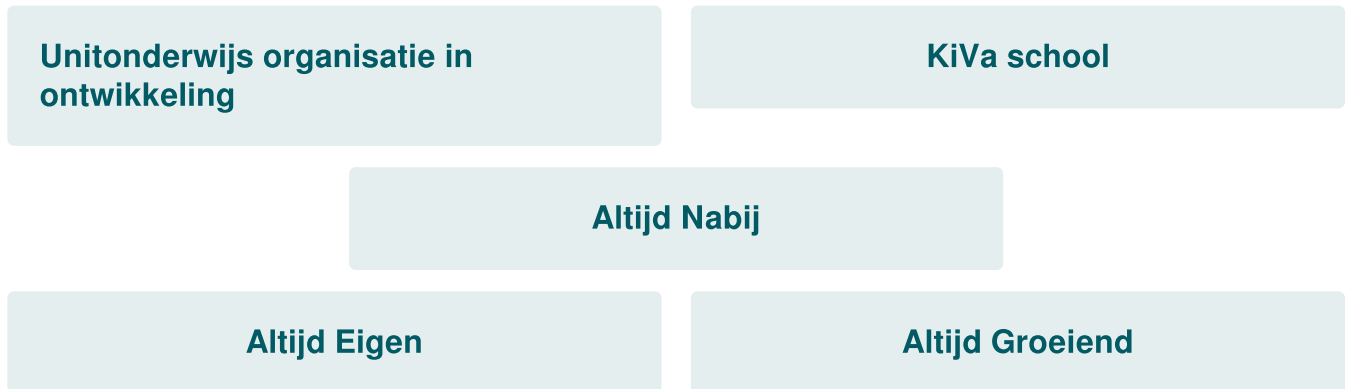 Unitonderwijs organisatie in
ontwikkeling
KiVa school
Altijd Nabij
Altijd Eigen
Altijd Groeiend